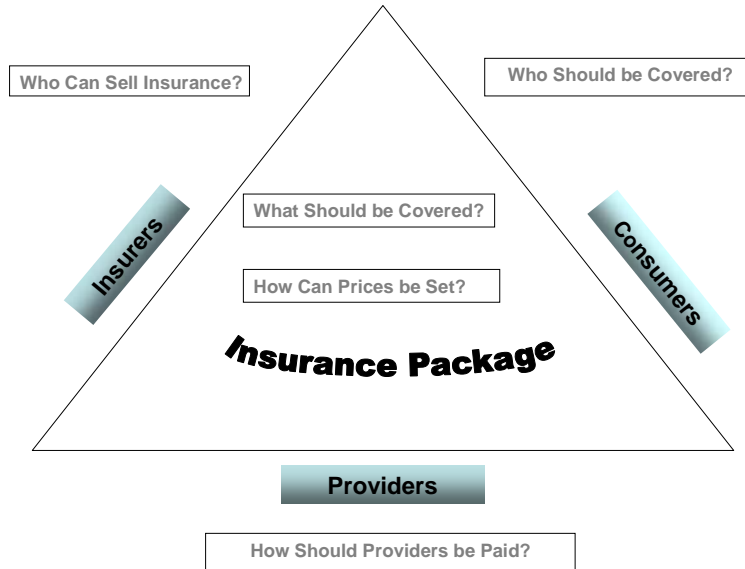 Who Can Sell Insurance?
Who Should be Covered?
What Should be Covered?
Insurers
Consumers
How Can Prices be Set?
Insurance Package
Providers
How Should Providers be Paid?